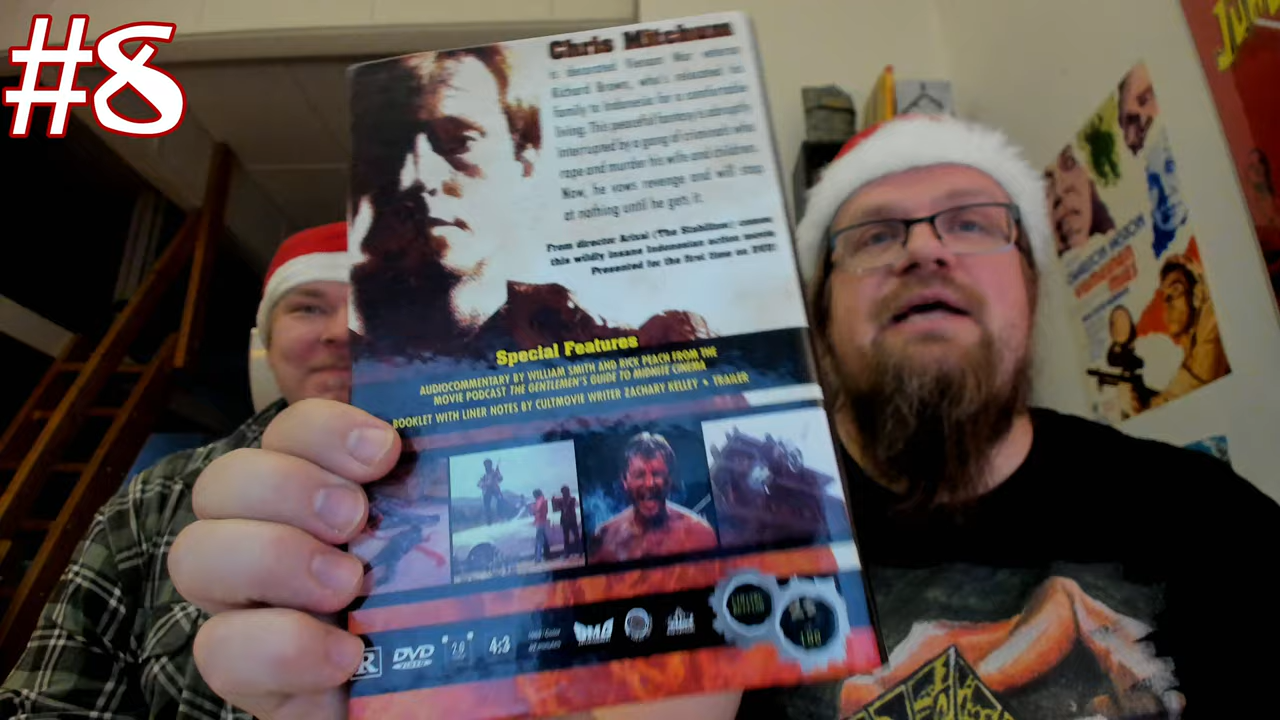 #8
Chris Mitchum
is decorated Vietnam War veteran
Richard Brown, who's relocated his
family to Indonesia for a comfortable
living. This peaceful fantasy is abruptly
interrupted by a gang of criminals who
rape and murder his wife and children.
Now, he vows revenge and will stop
at nothing until he gets it.
From director Arizal (The Stabilizer) comes
this wildly insane Indonesian action movie
Presented for the first time on DVD!
Special Features
AUDIOCOMMENTARY BY WILLIAM SMITH AND RICK PEACH FROM THE
MOVIE PODCAST THE GENTLEMEN'S GUIDE TO MIDNITE CINEMA
BOOKLET WITH LINER NOTES BY CULTMOVIE WRITER ZACHARY KELLEY • TRAILER
R
DVD
VIDEO
2.0
4:3
188